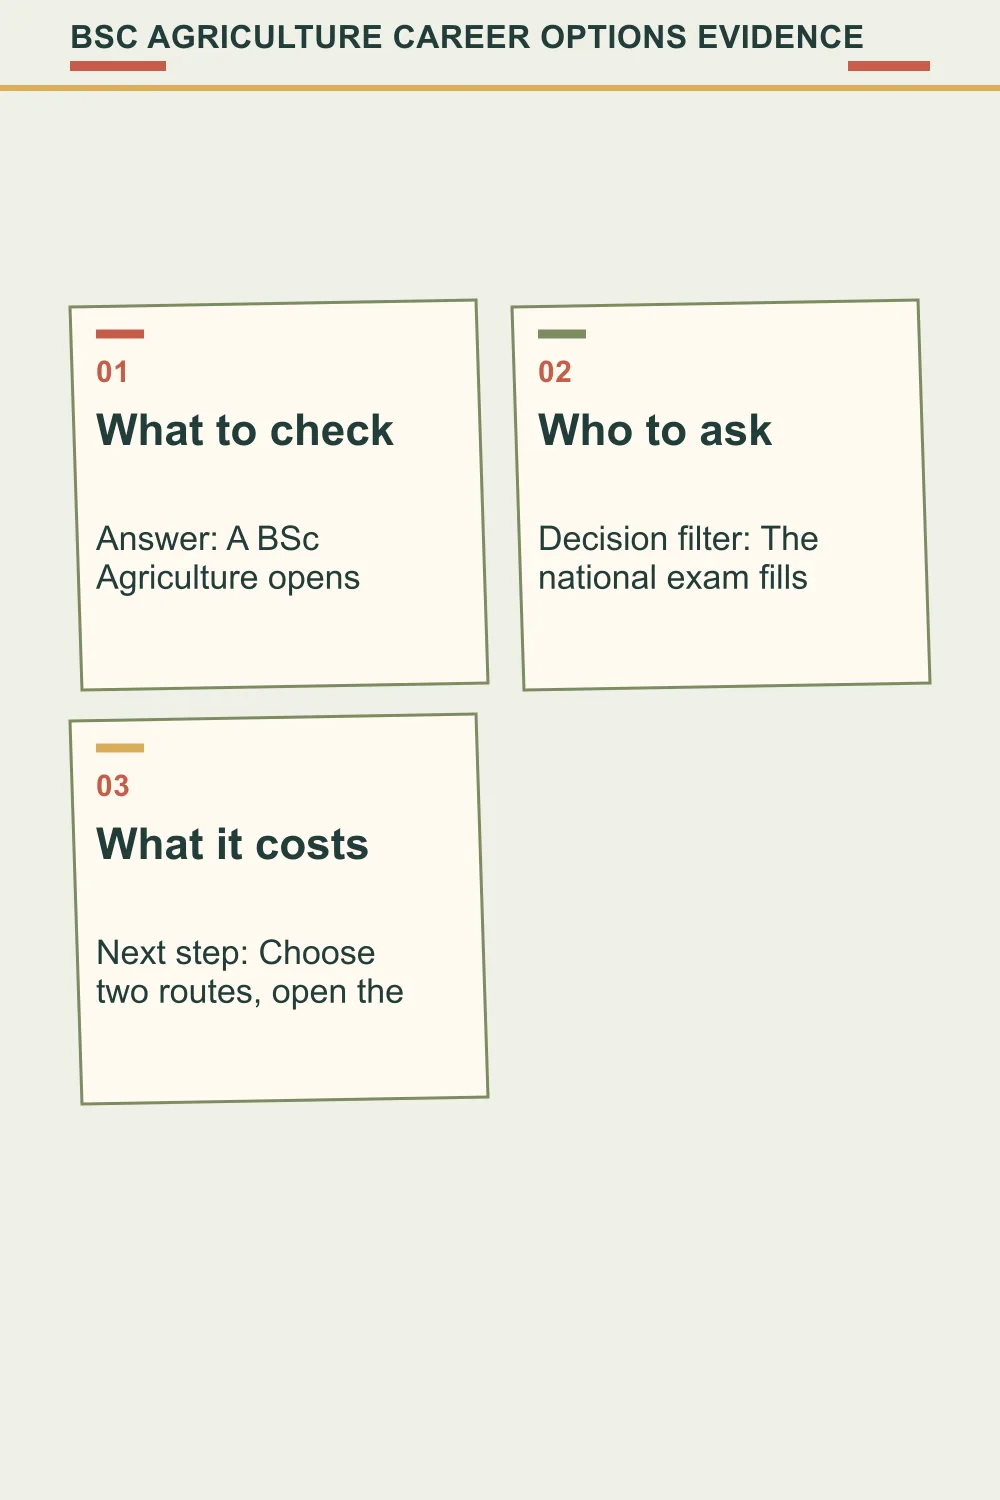 BSC AGRICULTURE CAREER OPTIONS EVIDENCE
01
What to check
Answer: A BSc
Agriculture opens
02
Who to ask
Decision filter: The
national exam fills
03
What it costs
Next step: Choose
two routes, open the